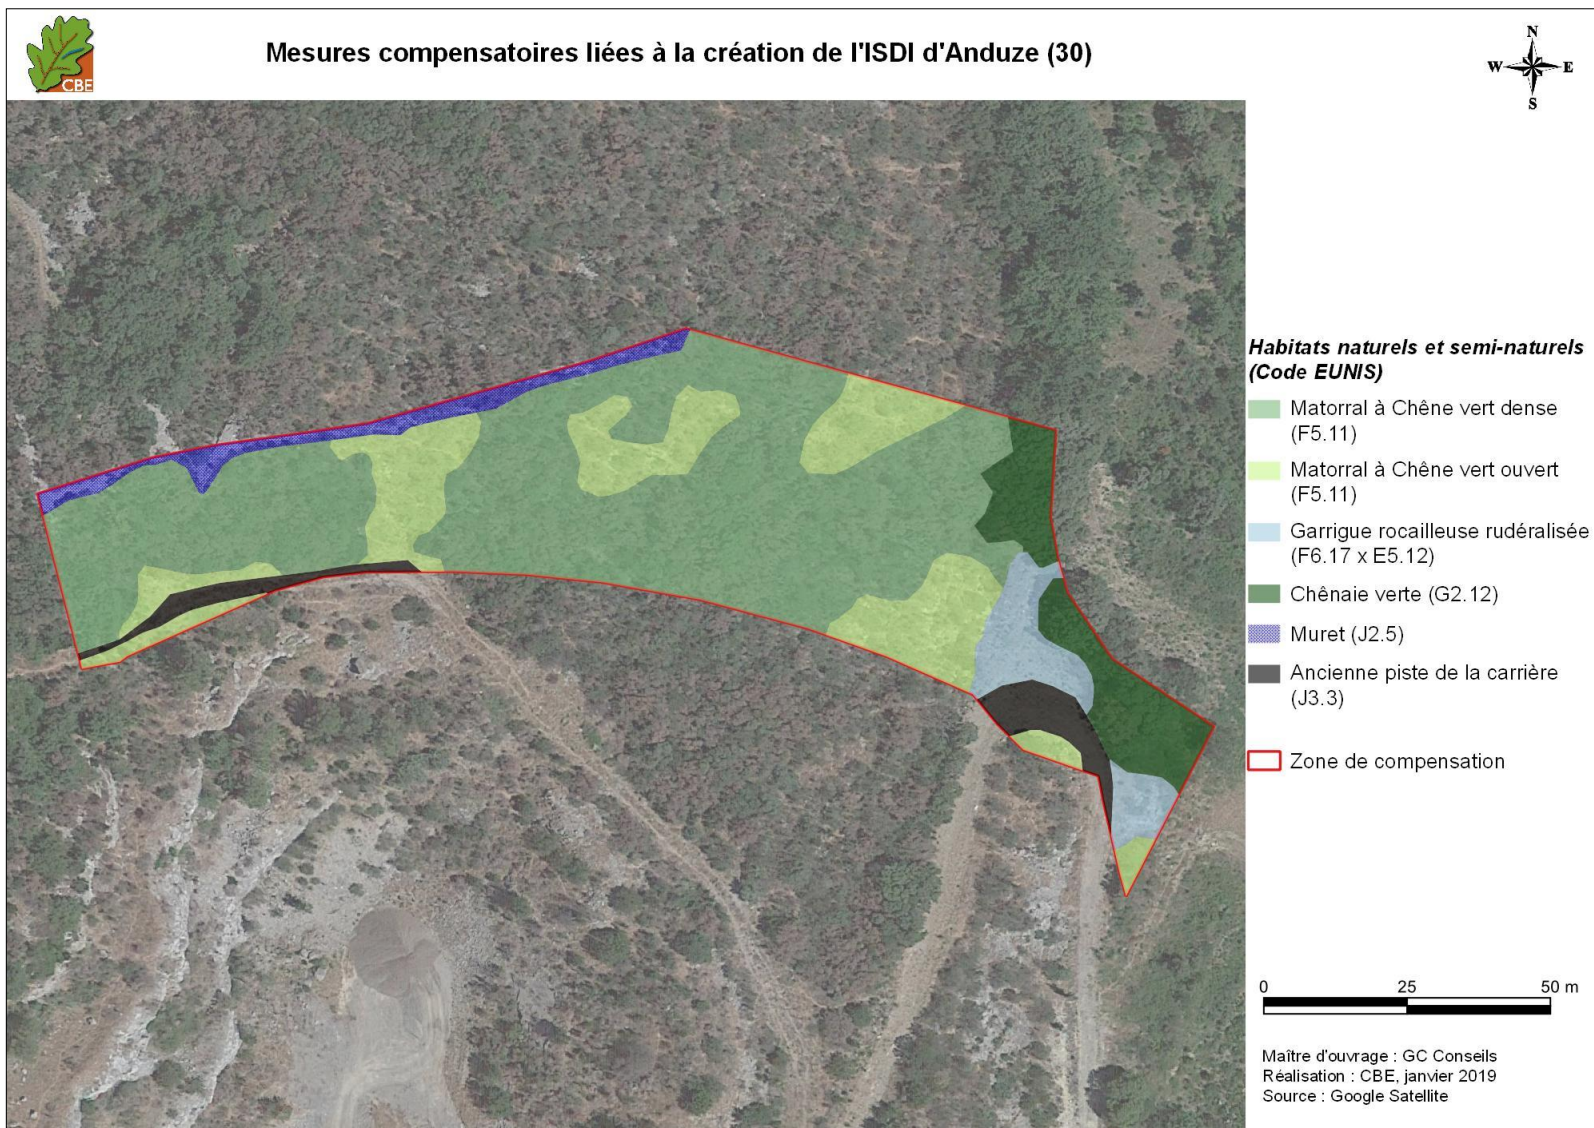 CBE
Mesures compensatoires liées à la création de l'ISDI d'Anduze (30)
N
W E
S
Habitats naturels et semi-naturels
(Code EUNIS)
Matorral à Chêne vert dense
(F5.11)
Matorral à Chêne vert ouvert
(F5.11)
Garrigue rocailleuse rudéralisée
(F6.17 x E5.12)
Chênaie verte (G2.12)
Muret (J2.5)
Ancienne piste de la carrière
(J3.3)
Zone de compensation
0 25 50 m
Maître d'ouvrage : GC Conseils
Réalisation : CBE, janvier 2019
Source : Google Satellite